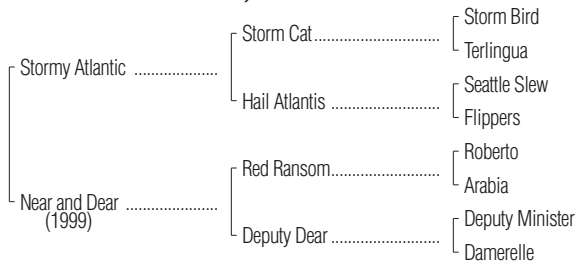 Storm Bird
Storm Cat..........................
Terlingua
Stormy Atlantic ..................
Seattle Slew
Hail Atlantis .......................
Flippers
Roberto
Red Ransom.......................
Arabia
Near and Dear ....................
(1999)
Deputy Minister
Deputy Dear .......................
Damerelle